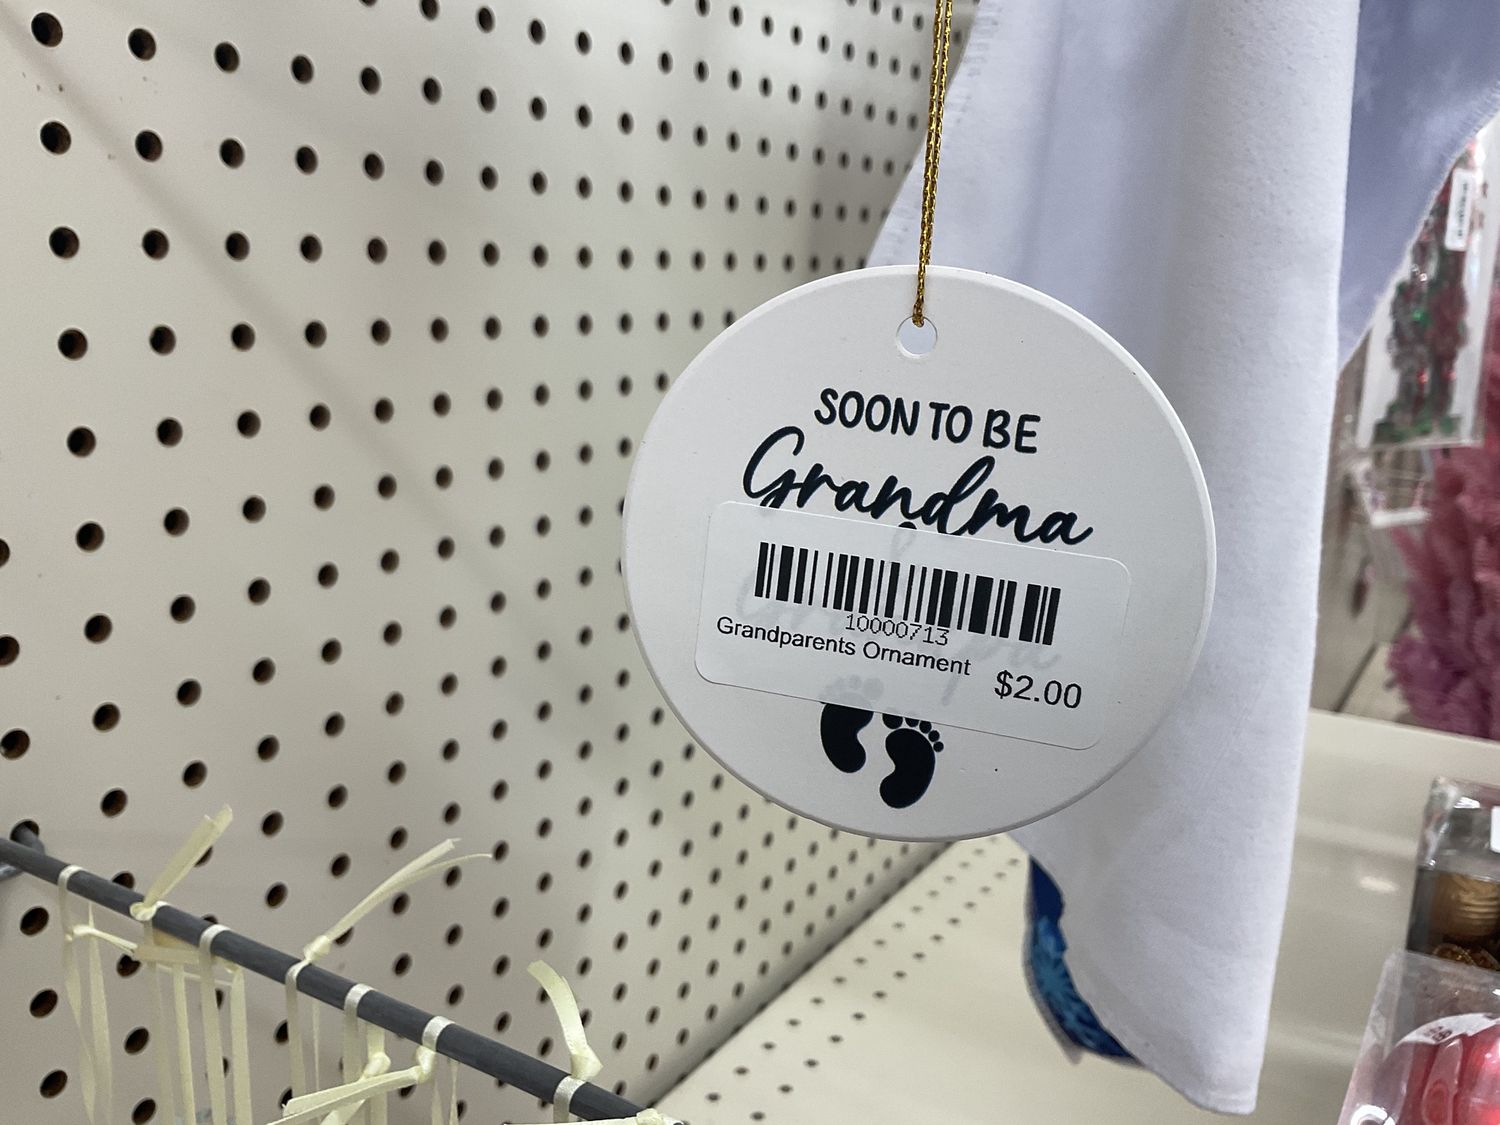 SOON TO BE
Grandma
10000713
Grandparents Ornament
$2.00